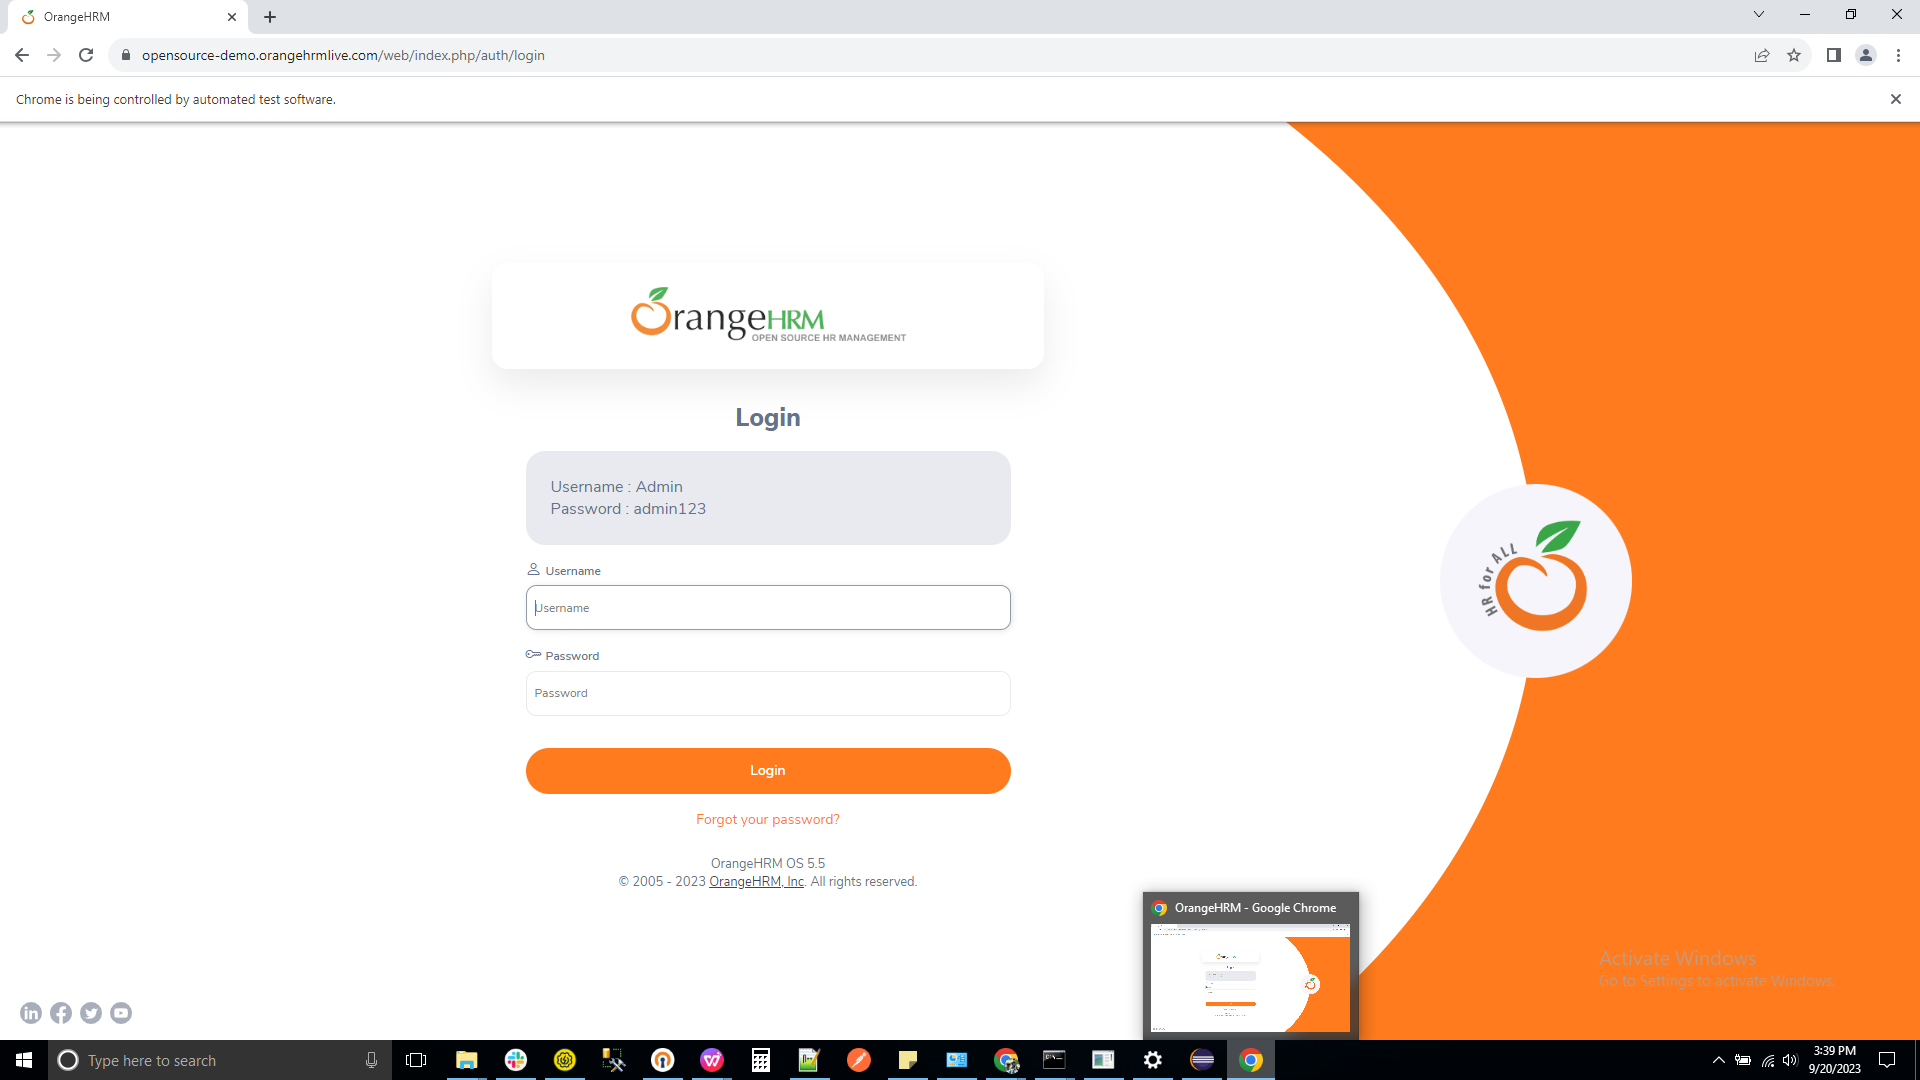 OrangeHRM
opensource-demo.orangehrmlive.com/web/index.php/auth/login
Chrome is being controlled by automated test software.
OrangeHRM
OPEN SOURCE HR MANAGEMENT
Login
Username : Admin
Password : admin123
Username
Username
Password
Password
Login
Forgot your password?
OrangeHRM OS 5.5
© 2005 - 2023 OrangeHRM, Inc. All rights reserved.
HR for ALL
OrangeHRM - Google Chrome
Activate Windows
Go to Settings to activate Windows.
Type here to search
3:39 PM
9/20/2023